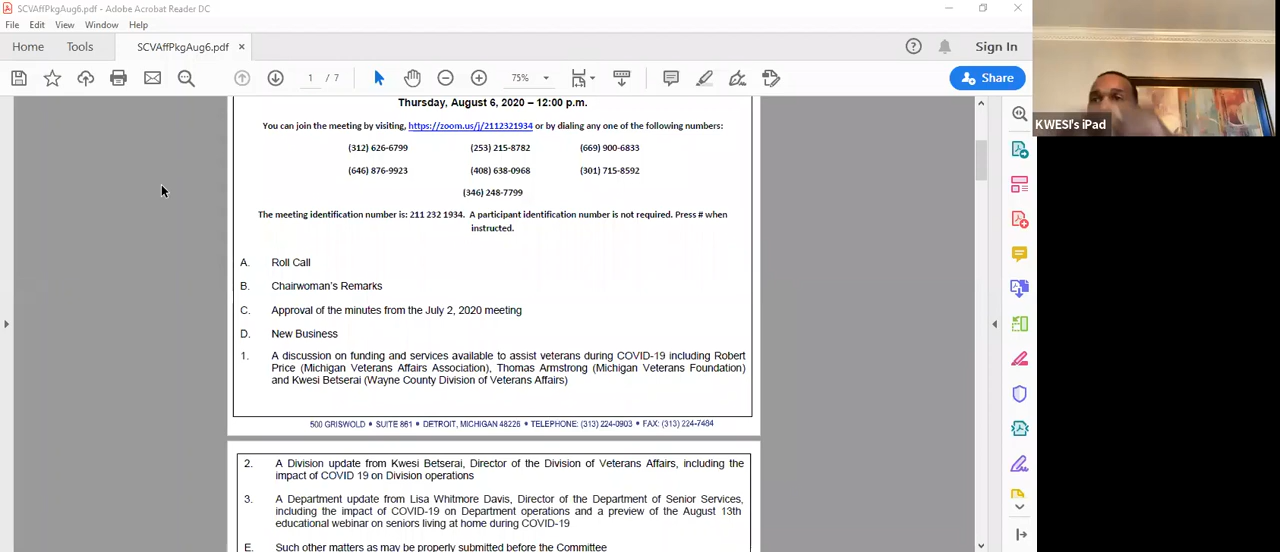 SCVAffPkgAug6.pdf - Adobe Acrobat Reader DC
File Edit View Window Help
Home Tools SCVAffPkgAug6.pdf × Sign In
1 / 7 75% Share
Thursday, August 6, 2020 – 12:00 p.m.
You can join the meeting by visiting, https://zoom.us/j/2112321934 or by dialing any one of the following numbers:
(312) 626-6799 (253) 215-8782 (669) 900-6833
(646) 876-9923 (408) 638-0968 (301) 715-8592
(346) 248-7799
The meeting identification number is: 211 232 1934. A participant identification number is not required. Press # when
instructed.
A. Roll Call
B. Chairwoman's Remarks
C. Approval of the minutes from the July 2, 2020 meeting
D. New Business
1. A discussion on funding and services available to assist veterans during COVID-19 including Robert
Price (Michigan Veterans Affairs Association), Thomas Armstrong (Michigan Veterans Foundation)
and Kwesi Betserai (Wayne County Division of Veterans Affairs)
500 GRISWOLD • SUITE 861 • DETROIT, MICHIGAN 48226 • TELEPHONE: (313) 224-0903 • FAX: (313) 224-7484
2. A Division update from Kwesi Betserai, Director of the Division of Veterans Affairs, including the
impact of COVID 19 on Division operations
3. A Department update from Lisa Whitmore Davis, Director of the Department of Senior Services,
including the impact of COVID-19 on Department operations and a preview of the August 13th
educational webinar on seniors living at home during COVID-19
E. Such other matters as may be properly submitted before the Committee
KWESI's iPad